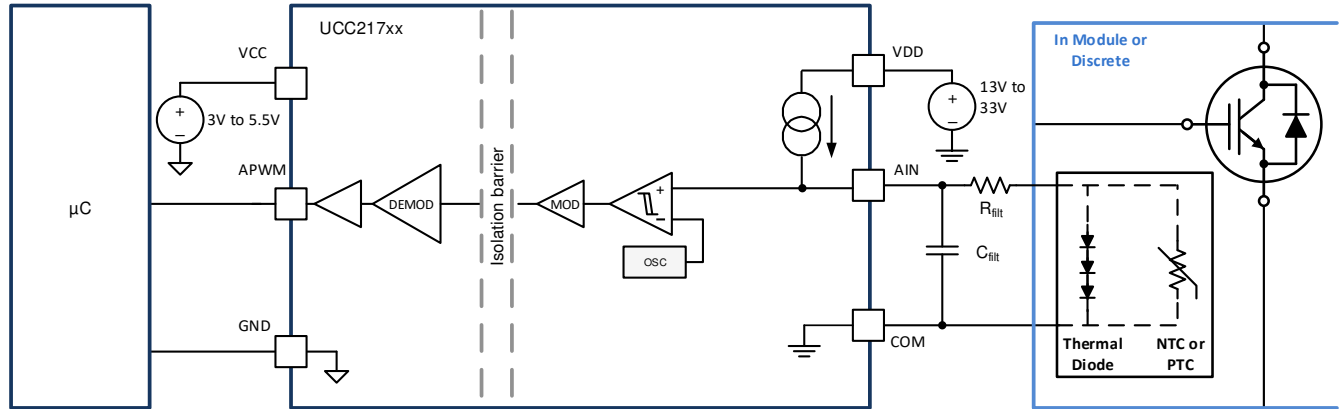 UCC217xx
In Module or
Discrete
VCC
VDD
+
−
3V to 5.5V
+
−
13V to
33V
µC
APWM
DEMOD
Isolation barrier
MOD
+
−
OSC
AIN
Rfilt
Cfilt
GND
COM
Thermal
Diode
NTC or
PTC